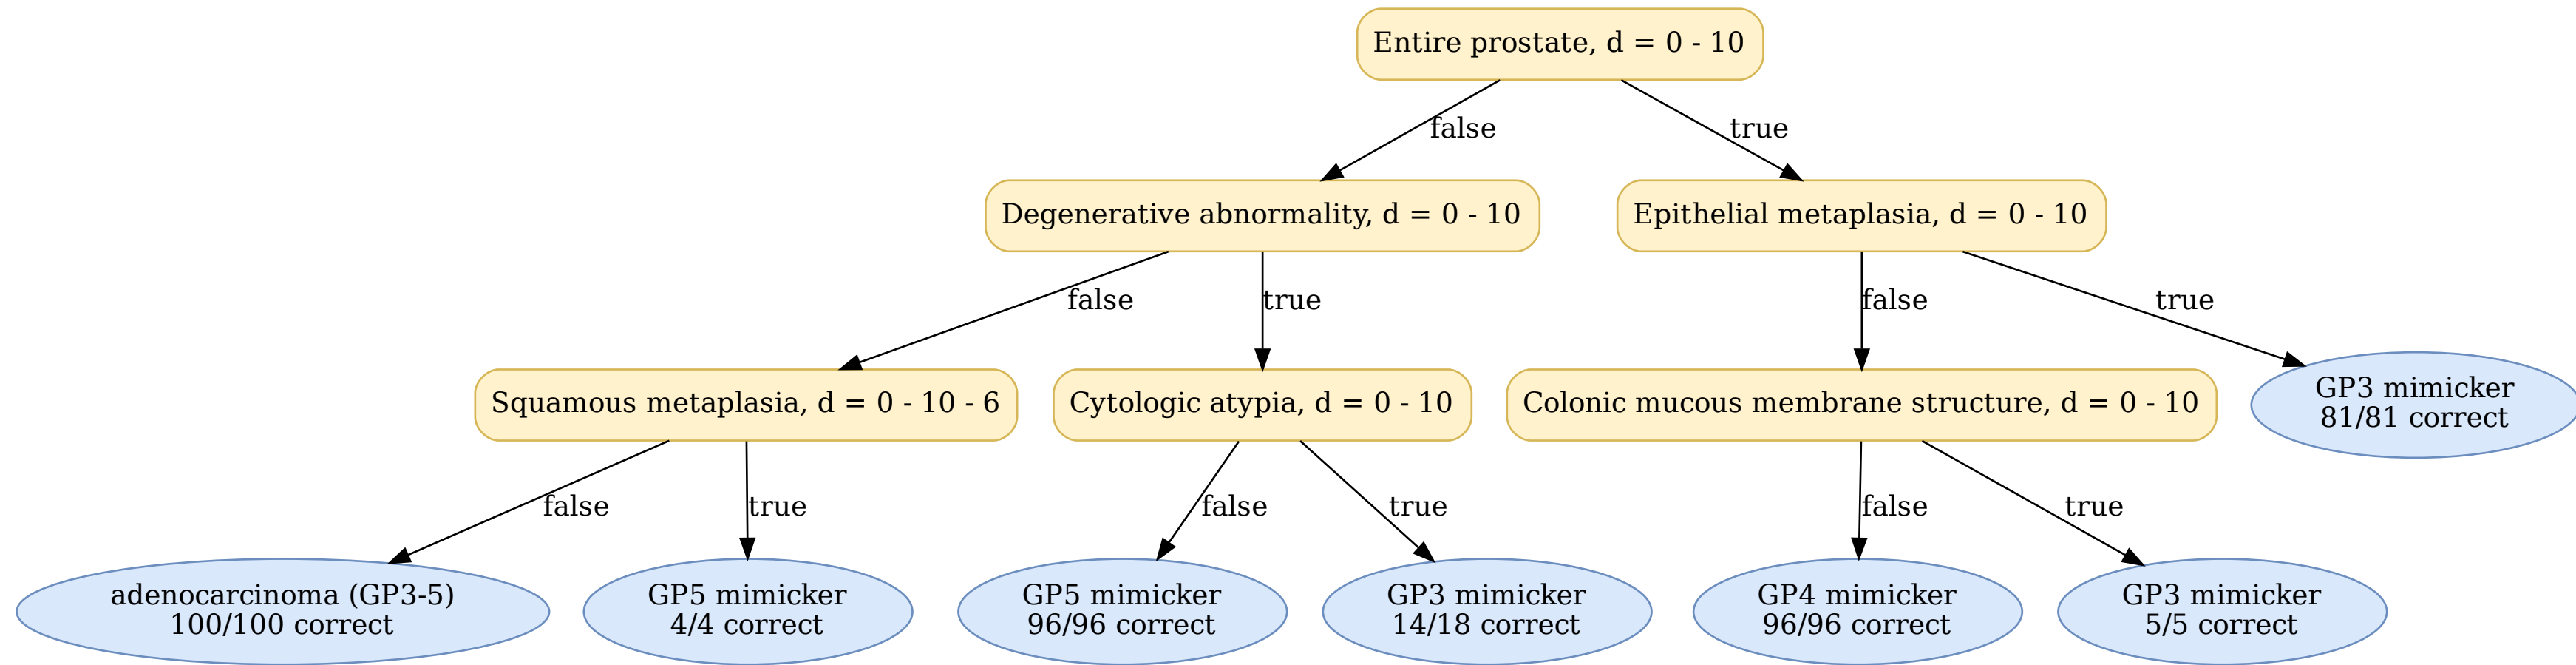 Entire prostate, d = 0 - 10
false
true
Degenerative abnormality, d = 0 - 10
Epithelial metaplasia, d = 0 - 10
false
true
false
true
Squamous metaplasia, d = 0 - 10 - 6
Cytologic atypia, d = 0 - 10
Colonic mucous membrane structure, d = 0 - 10
GP3 mimicker
81/81 correct
false
true
false
true
false
true
adenocarcinoma (GP3-5)
100/100 correct
GP5 mimicker
4/4 correct
GP5 mimicker
96/96 correct
GP3 mimicker
14/18 correct
GP4 mimicker
96/96 correct
GP3 mimicker
5/5 correct